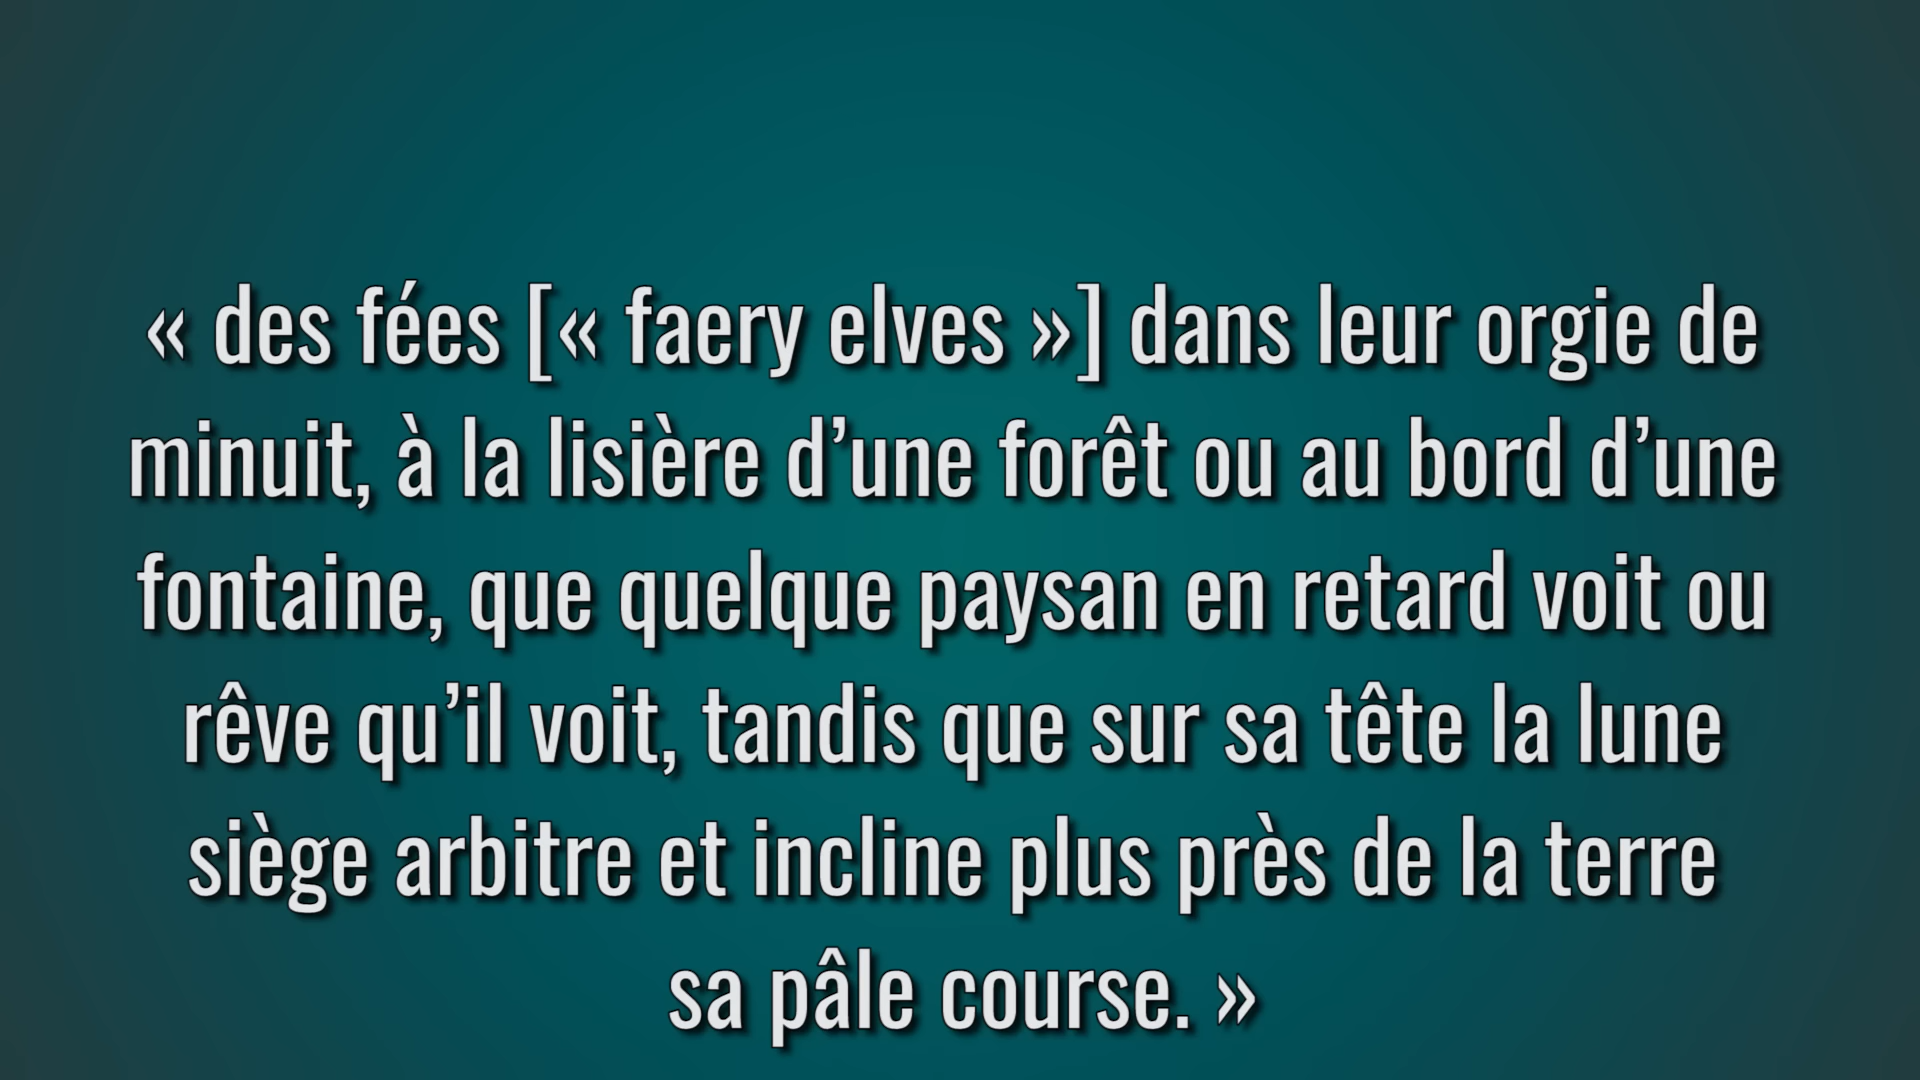 « des fées [« faery elves »] dans leur orgie de
minuit, à la lisière d’une forêt ou au bord d’une
fontaine, que quelque paysan en retard voit ou
rêve qu’il voit, tandis que sur sa tête la lune
siège arbitre et incline plus près de la terre
sa pâle course. »